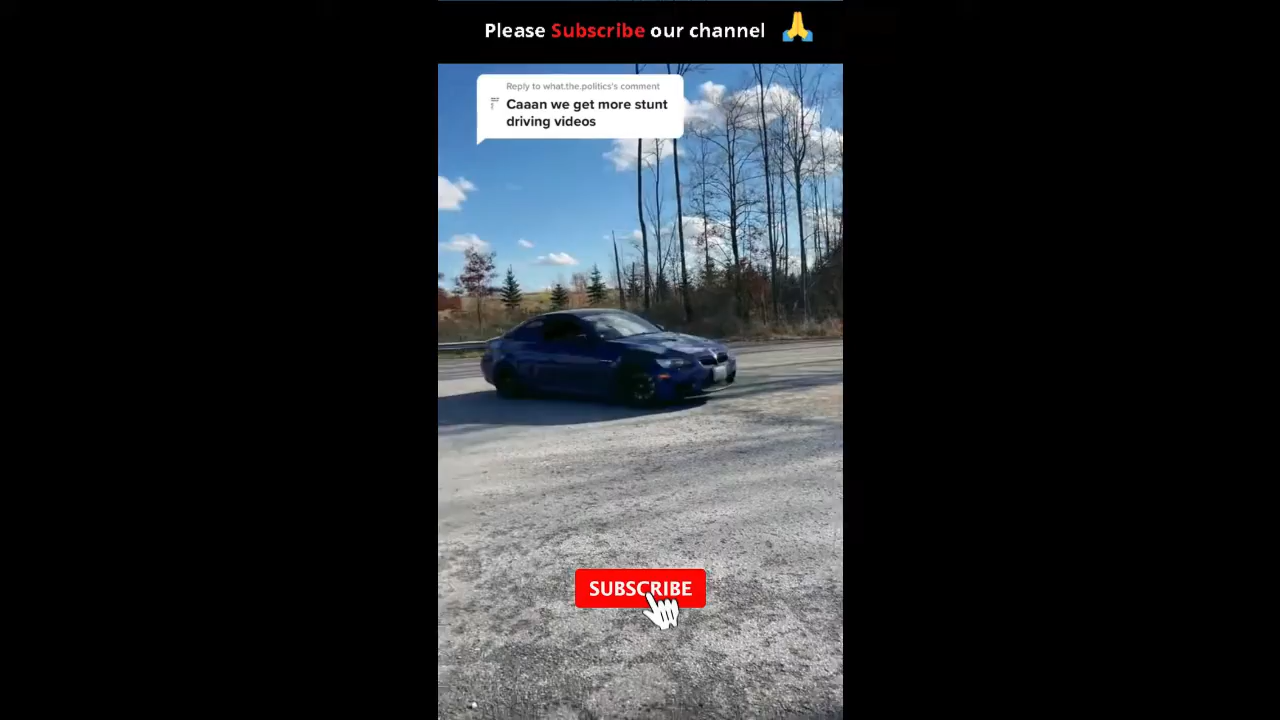 Please Subscribe our channel
Reply to what.the.politics's comment
Caaan we get more stunt
driving videos
SUBSCRIBE